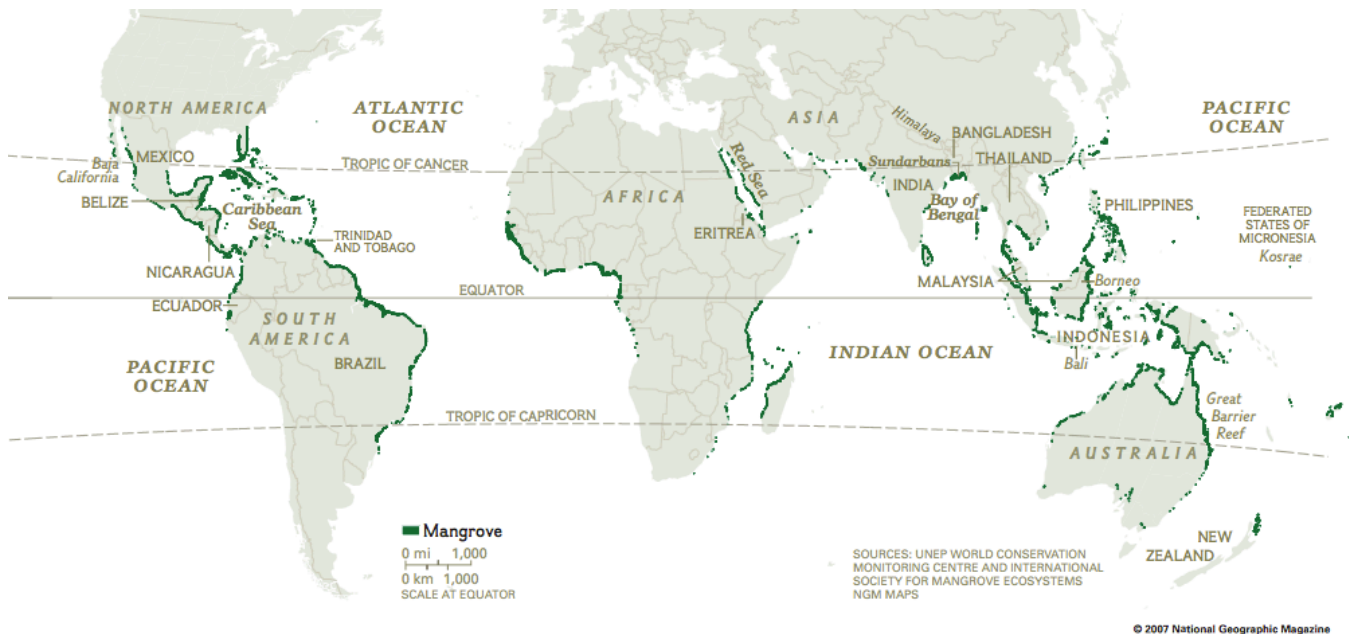 NORTH AMERICA
ATLANTIC
OCEAN
ASIA
Himalaya
PACIFIC
OCEAN
BANGLADESH
Baja
California
MEXICO
TROPIC OF CANCER
Red Sea
Sundarbans
THAILAND
BELIZE
Caribbean
Sea
AFRICA
INDIA
Bay of
Bengal
PHILIPPINES
FEDERATED
STATES OF
MICRONESIA
Kosrae
TRINIDAD
AND TOBAGO
ERITREA
NICARAGUA
MALAYSIA
Borneo
EQUATOR
ECUADOR
SOUTH
AMERICA
BRAZIL
PACIFIC
OCEAN
INDIAN OCEAN
INDONESIA
Bali
TROPIC OF CAPRICORN
Great
Barrier
Reef
AUSTRALIA
Mangrove
0 mi 1,000
0 km 1,000
SCALE AT EQUATOR
NEW
ZEALAND
SOURCES: UNEP WORLD CONSERVATION
MONITORING CENTRE AND INTERNATIONAL
SOCIETY FOR MANGROVE ECOSYSTEMS
NGM MAPS
© 2007 National Geographic Magazine